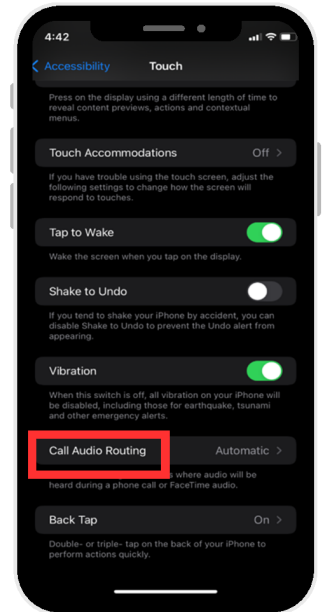 4:42
Accessibility Touch
Press on the display using a different length of time to
reveal content previews, actions and contextual
menus.
Touch Accommodations Off
If you have trouble using the touch screen, adjust the
following settings to change how the screen will
respond to touches.
Tap to Wake
Wake the screen when you tap on the display.
Shake to Undo
If you tend to shake your iPhone by accident, you can
disable Shake to Undo to prevent the Undo alert from
appearing.
Vibration
When this switch is off, all vibration on your iPhone will
be disabled, including those for earthquake, tsunami
and other emergency alerts.
Call Audio Routing Automatic
where audio will be
heard during a phone call or FaceTime audio.
Back Tap On
Double- or triple- tap on the back of your iPhone to
perform actions quickly.